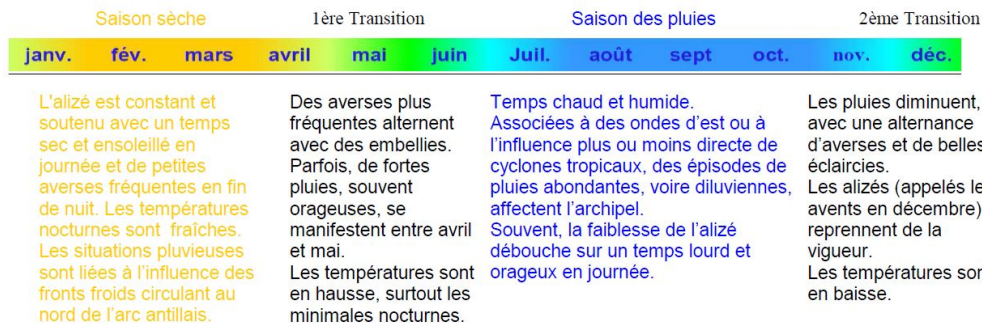 Saison sèche
1ère Transition
Saison des pluies
2ème Transition
janv. fév. mars avril mai juin Juil. août sept oct. nov. déc.
L'alizé est constant et
soutenu avec un temps
sec et ensoleillé en
journée et de petites
averses fréquentes en fin
de nuit. Les températures
nocturnes sont fraîches.
Les situations pluvieuses
sont liées à l'influence des
fronts froids circulant au
nord de l'arc antillais.
Des averses plus
fréquentes alternent
avec des embellies.
Parfois, de fortes
pluies, souvent
orageuses, se
manifestent entre avril
et mai.
Les températures sont
en hausse, surtout les
minimales nocturnes.
Temps chaud et humide.
Associées à des ondes d'est ou à
l'influence plus ou moins directe de
cyclones tropicaux, des épisodes de
pluies abondantes, voire diluviennes,
affectent l'archipel.
Souvent, la faiblesse de l'alizé
débouche sur un temps lourd et
orageux en journée.
Les pluies diminuent,
avec une alternance
d'averses et de belles
éclaircies.
Les alizés (appelés le
avents en décembre)
reprennent de la
vigueur.
Les températures son
en baisse.